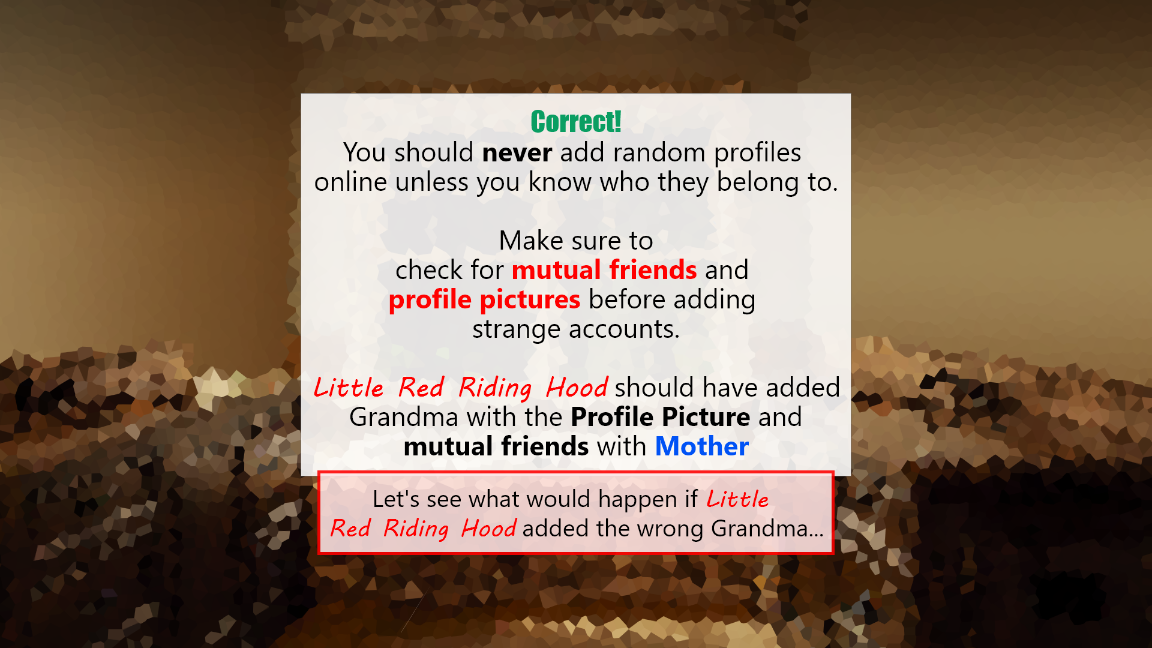 Correct!
You should never add random profiles
online unless you know who they belong to.
Make sure to
check for mutual friends and
profile pictures before adding
strange accounts.
Little Red Riding Hood should have added
Grandma with the Profile Picture and
mutual friends with Mother
Let's see what would happen if Little
Red Riding Hood added the wrong Grandma...